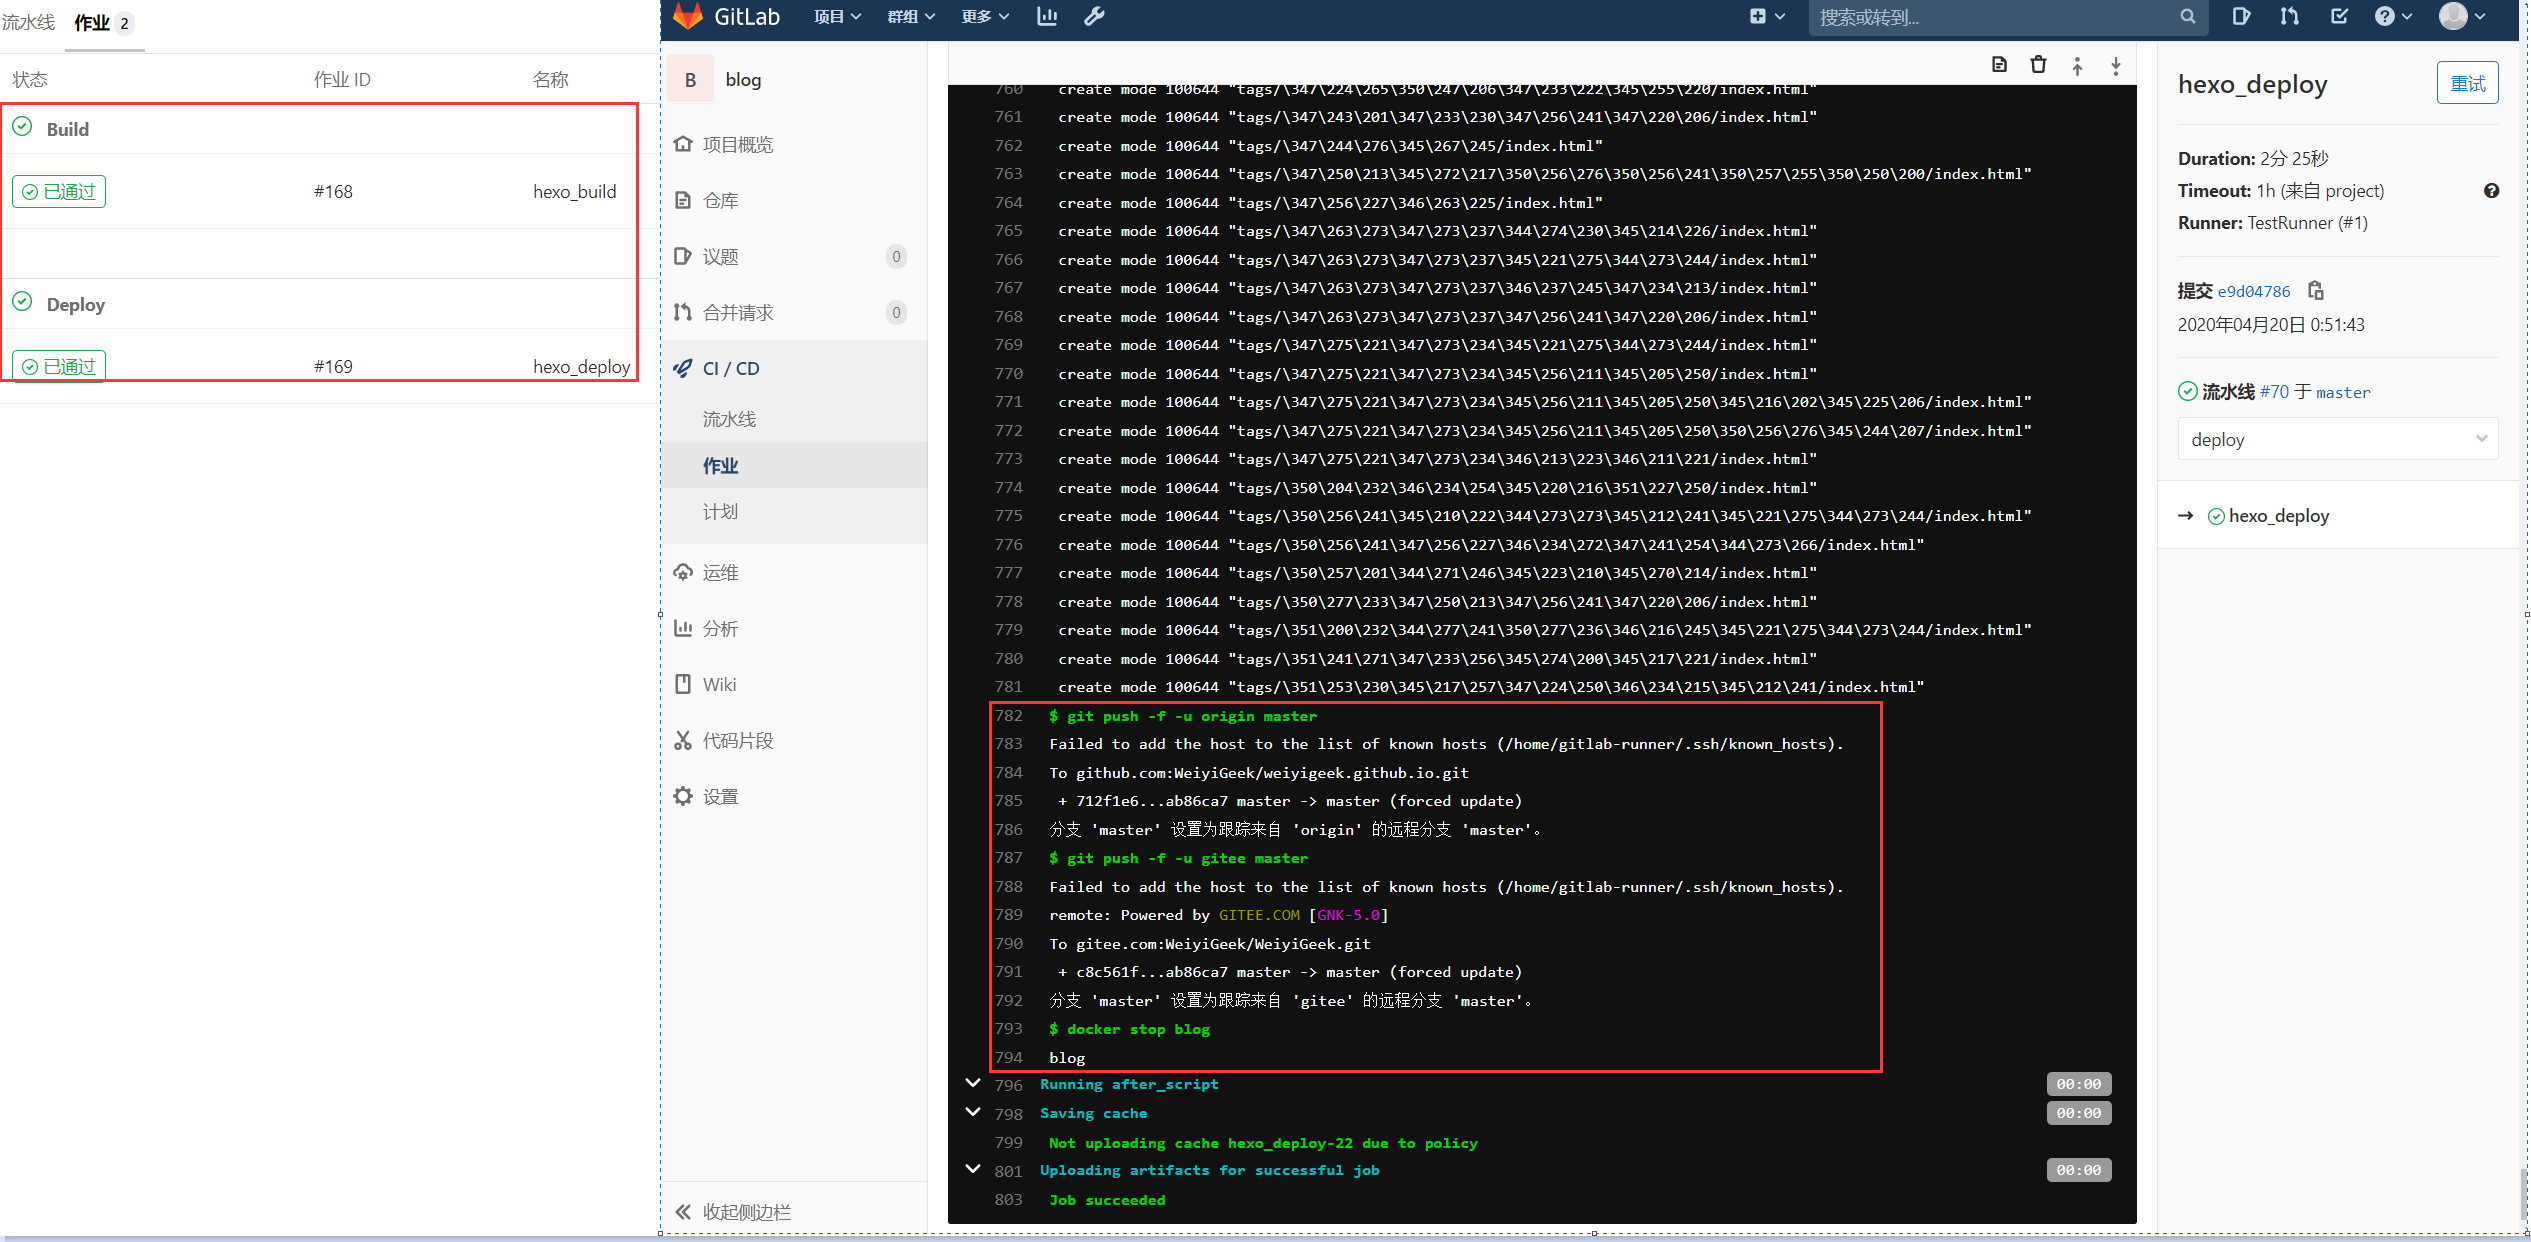 流水线 作业 2
状态 作业 ID 名称
Build
已通过 #168 hexo_build
Deploy
已通过 #169 hexo_deploy
GitLab 项目 群组 更多 搜索或转到...
B blog
项目概览
仓库
议题 0
合并请求 0
CI / CD
流水线
作业
计划
运维
分析
Wiki
代码片段
设置
收起侧边栏
760 create mode 100644 "tags/\347\224\265\350\247\206\347\233\222\345\255\220/index.html"
761 create mode 100644 "tags/\347\243\201\347\233\230\347\256\241\347\220\206/index.html"
762 create mode 100644 "tags/\347\244\276\345\267\245/index.html"
763 create mode 100644 "tags/\347\250\213\345\272\217\350\256\276\350\256\241\350\257\255\350\250\200/index.html"
764 create mode 100644 "tags/\347\256\227\346\263\225/index.html"
765 create mode 100644 "tags/\347\263\273\347\273\237\344\274\230\345\214\226/index.html"
766 create mode 100644 "tags/\347\263\273\347\273\237\345\221\275\344\273\244/index.html"
767 create mode 100644 "tags/\347\263\273\347\273\237\346\237\245\347\234\213/index.html"
768 create mode 100644 "tags/\347\263\273\347\273\237\347\256\241\347\220\206/index.html"
769 create mode 100644 "tags/\347\275\221\347\273\234\345\221\275\344\273\244/index.html"
770 create mode 100644 "tags/\347\275\221\347\273\234\345\256\211\345\205\250/index.html"
771 create mode 100644 "tags/\347\275\221\347\273\234\345\256\211\345\205\250\345\216\202\345\225\206/index.html"
772 create mode 100644 "tags/\347\275\221\347\273\234\345\256\211\345\205\250\350\256\276\345\244\207/index.html"
773 create mode 100644 "tags/\347\275\221\347\273\234\346\213\223\346\211\221/index.html"
774 create mode 100644 "tags/\350\204\232\346\234\254\345\220\216\351\227\250/index.html"
775 create mode 100644 "tags/\350\256\241\345\210\222\344\273\273\345\212\241\345\221\275\344\273\244/index.html"
776 create mode 100644 "tags/\350\256\241\347\256\227\346\234\272\347\241\254\344\273\266/index.html"
777 create mode 100644 "tags/\350\257\201\344\271\246\345\223\210\345\270\214/index.html"
778 create mode 100644 "tags/\350\277\233\347\250\213\347\256\241\347\220\206/index.html"
779 create mode 100644 "tags/\351\200\232\344\277\241\350\277\236\346\216\245\345\221\275\344\273\244/index.html"
780 create mode 100644 "tags/\351\241\271\347\233\256\345\274\200\345\217\221/index.html"
781 create mode 100644 "tags/\351\253\230\345\217\257\347\224\250\346\234\215\345\212\241/index.html"
782 $ git push -f -u origin master
783 Failed to add the host to the list of known hosts (/home/gitlab-runner/.ssh/known_hosts).
784 To github.com:WeiyiGeek/weiyigeek.github.io.git
785 + 712f1e6...ab86ca7 master -> master (forced update)
786 分支 'master' 设置为跟踪来自 'origin' 的远程分支 'master'。
787 $ git push -f -u gitee master
788 Failed to add the host to the list of known hosts (/home/gitlab-runner/.ssh/known_hosts).
789 remote: Powered by GITEE.COM [GNK-5.0]
790 To gitee.com:WeiyiGeek/WeiyiGeek.git
791 + c8c561f...ab86ca7 master -> master (forced update)
792 分支 'master' 设置为跟踪来自 'gitee' 的远程分支 'master'。
793 $ docker stop blog
794 blog
796 Running after_script 00:00
798 Saving cache 00:00
799 Not uploading cache hexo_deploy-22 due to policy
801 Uploading artifacts for successful job 00:00
803 Job succeeded
hexo_deploy 重试
Duration: 2分 25秒
Timeout: 1h (来自 project)
Runner: TestRunner (#1)
提交 e9d04786
2020年04月20日 0:51:43
流水线 #70 于 master
deploy
→ hexo_deploy